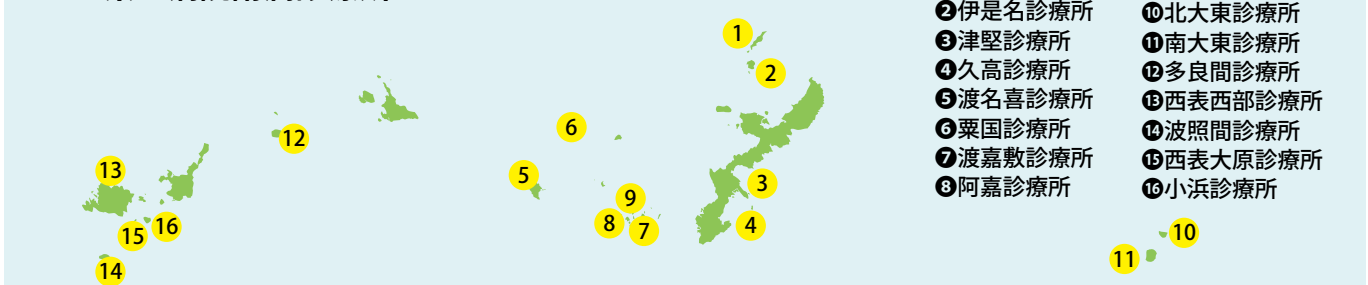 ❷伊是名診療所
❸津堅診療所
❹久高診療所
❺渡名喜診療所
❻粟国診療所
❼渡嘉敷診療所
❽阿嘉診療所
❿北大東診療所
⓫南大東診療所
⓬多良間診療所
⓭西表西部診療所
⓮波照間診療所
⓯西表大原診療所
⓰小浜診療所
1
2
12
6
13
5
3
9
8
7
4
15
16
14
10
11